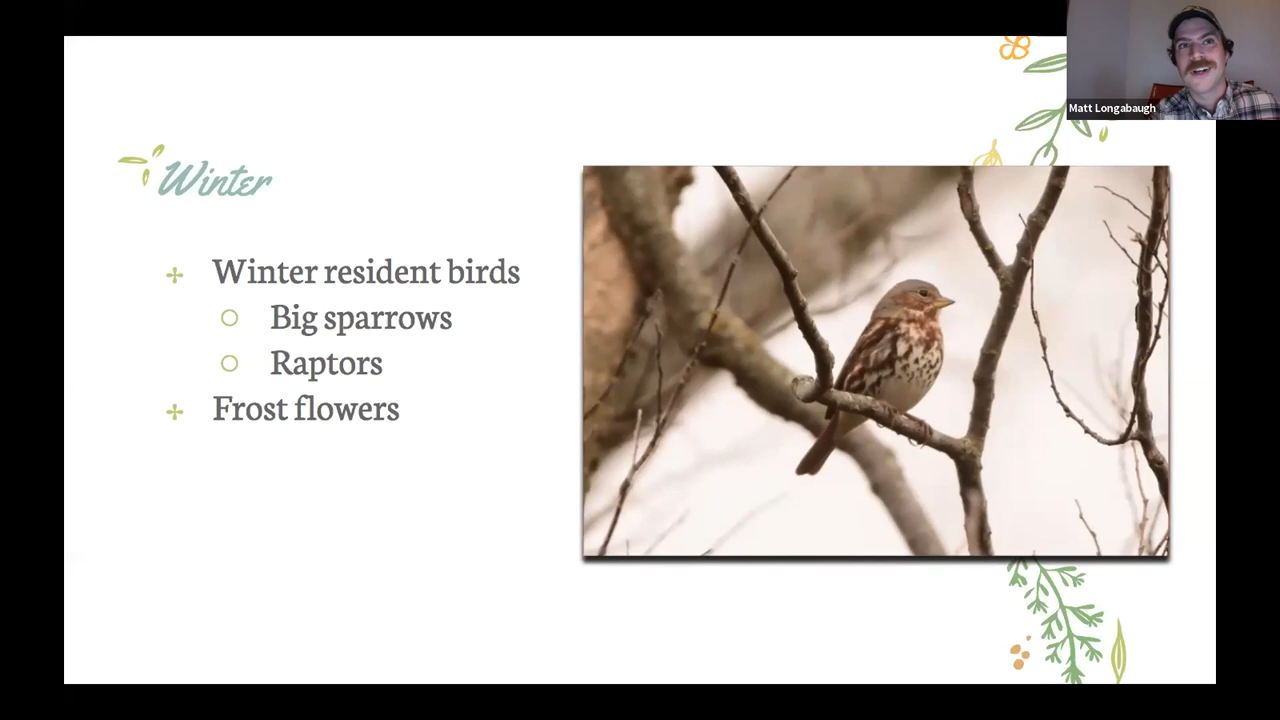 Matt Longabaugh
Winter
Winter resident birds
Big sparrows
Raptors
Frost flowers